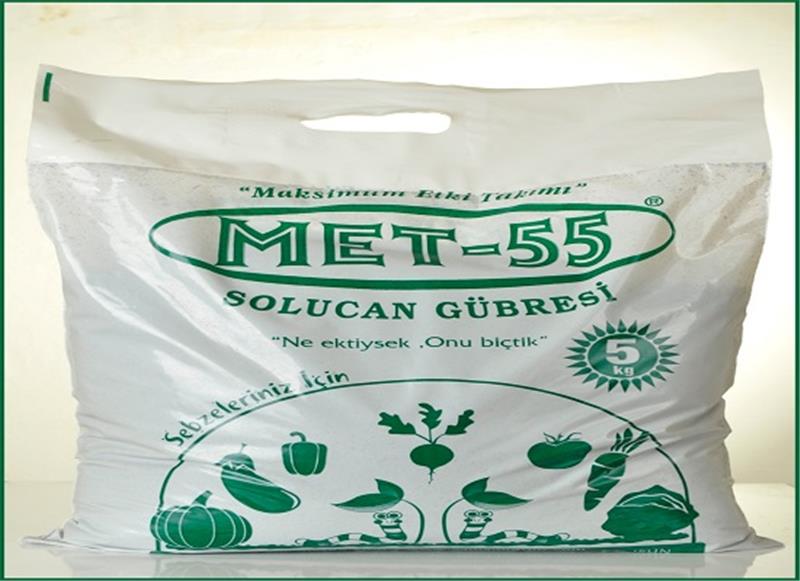 "Maksimum Etki Takımı"
MET-55 ®
SOLUCAN GÜBRESİ
"Ne ektiysek ,Onu biçtik"
5
kg
Sebzeleriniz İçin